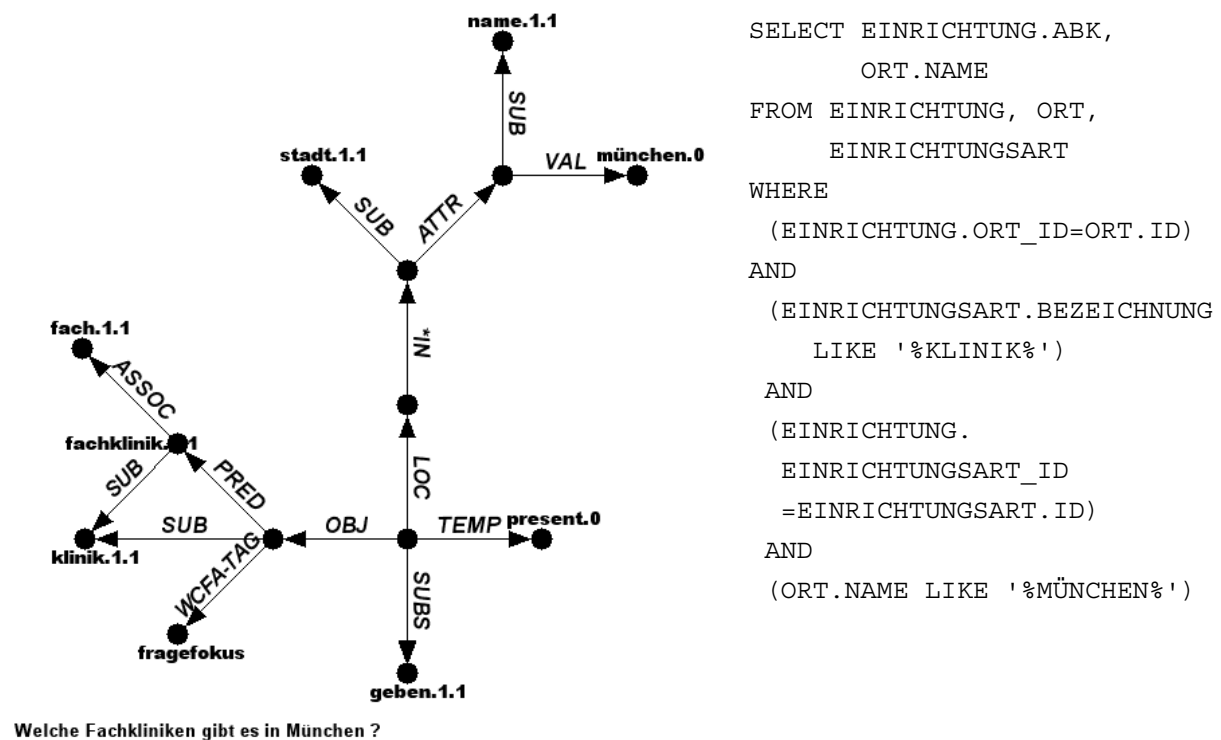 name.1.1
SUB
stadt.1.1
VAL
münchen.0
SUB
ATTR
*IN
fach.1.1
ASSOC
fachklinik.1.1
SUB
PRED
LOC
SUB
OBJ
TEMP
present.0
klinik.1.1
WCFA-TAG
SUBS
fragefokus
geben.1.1
Welche Fachkliniken gibt es in München ?
SELECT EINRICHTUNG.ABK,
ORT.NAME
FROM EINRICHTUNG, ORT,
EINRICHTUNGSART
WHERE
(EINRICHTUNG.ORT_ID=ORT.ID)
AND
(EINRICHTUNGSART.BEZEICHNUNG
LIKE '%KLINIK%')
AND
(EINRICHTUNG.
EINRICHTUNGSART_ID
=EINRICHTUNGSART.ID)
AND
(ORT.NAME LIKE '%MÜNCHEN%')